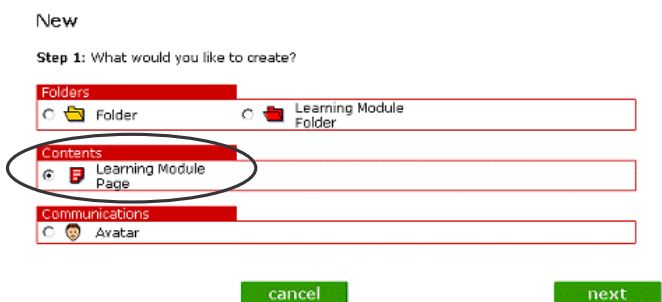 New
Step 1: What would you like to create?
Folders
Folder Learning Module
Folder
Contents
Learning Module
Page
Communications
Avatar
cancel next